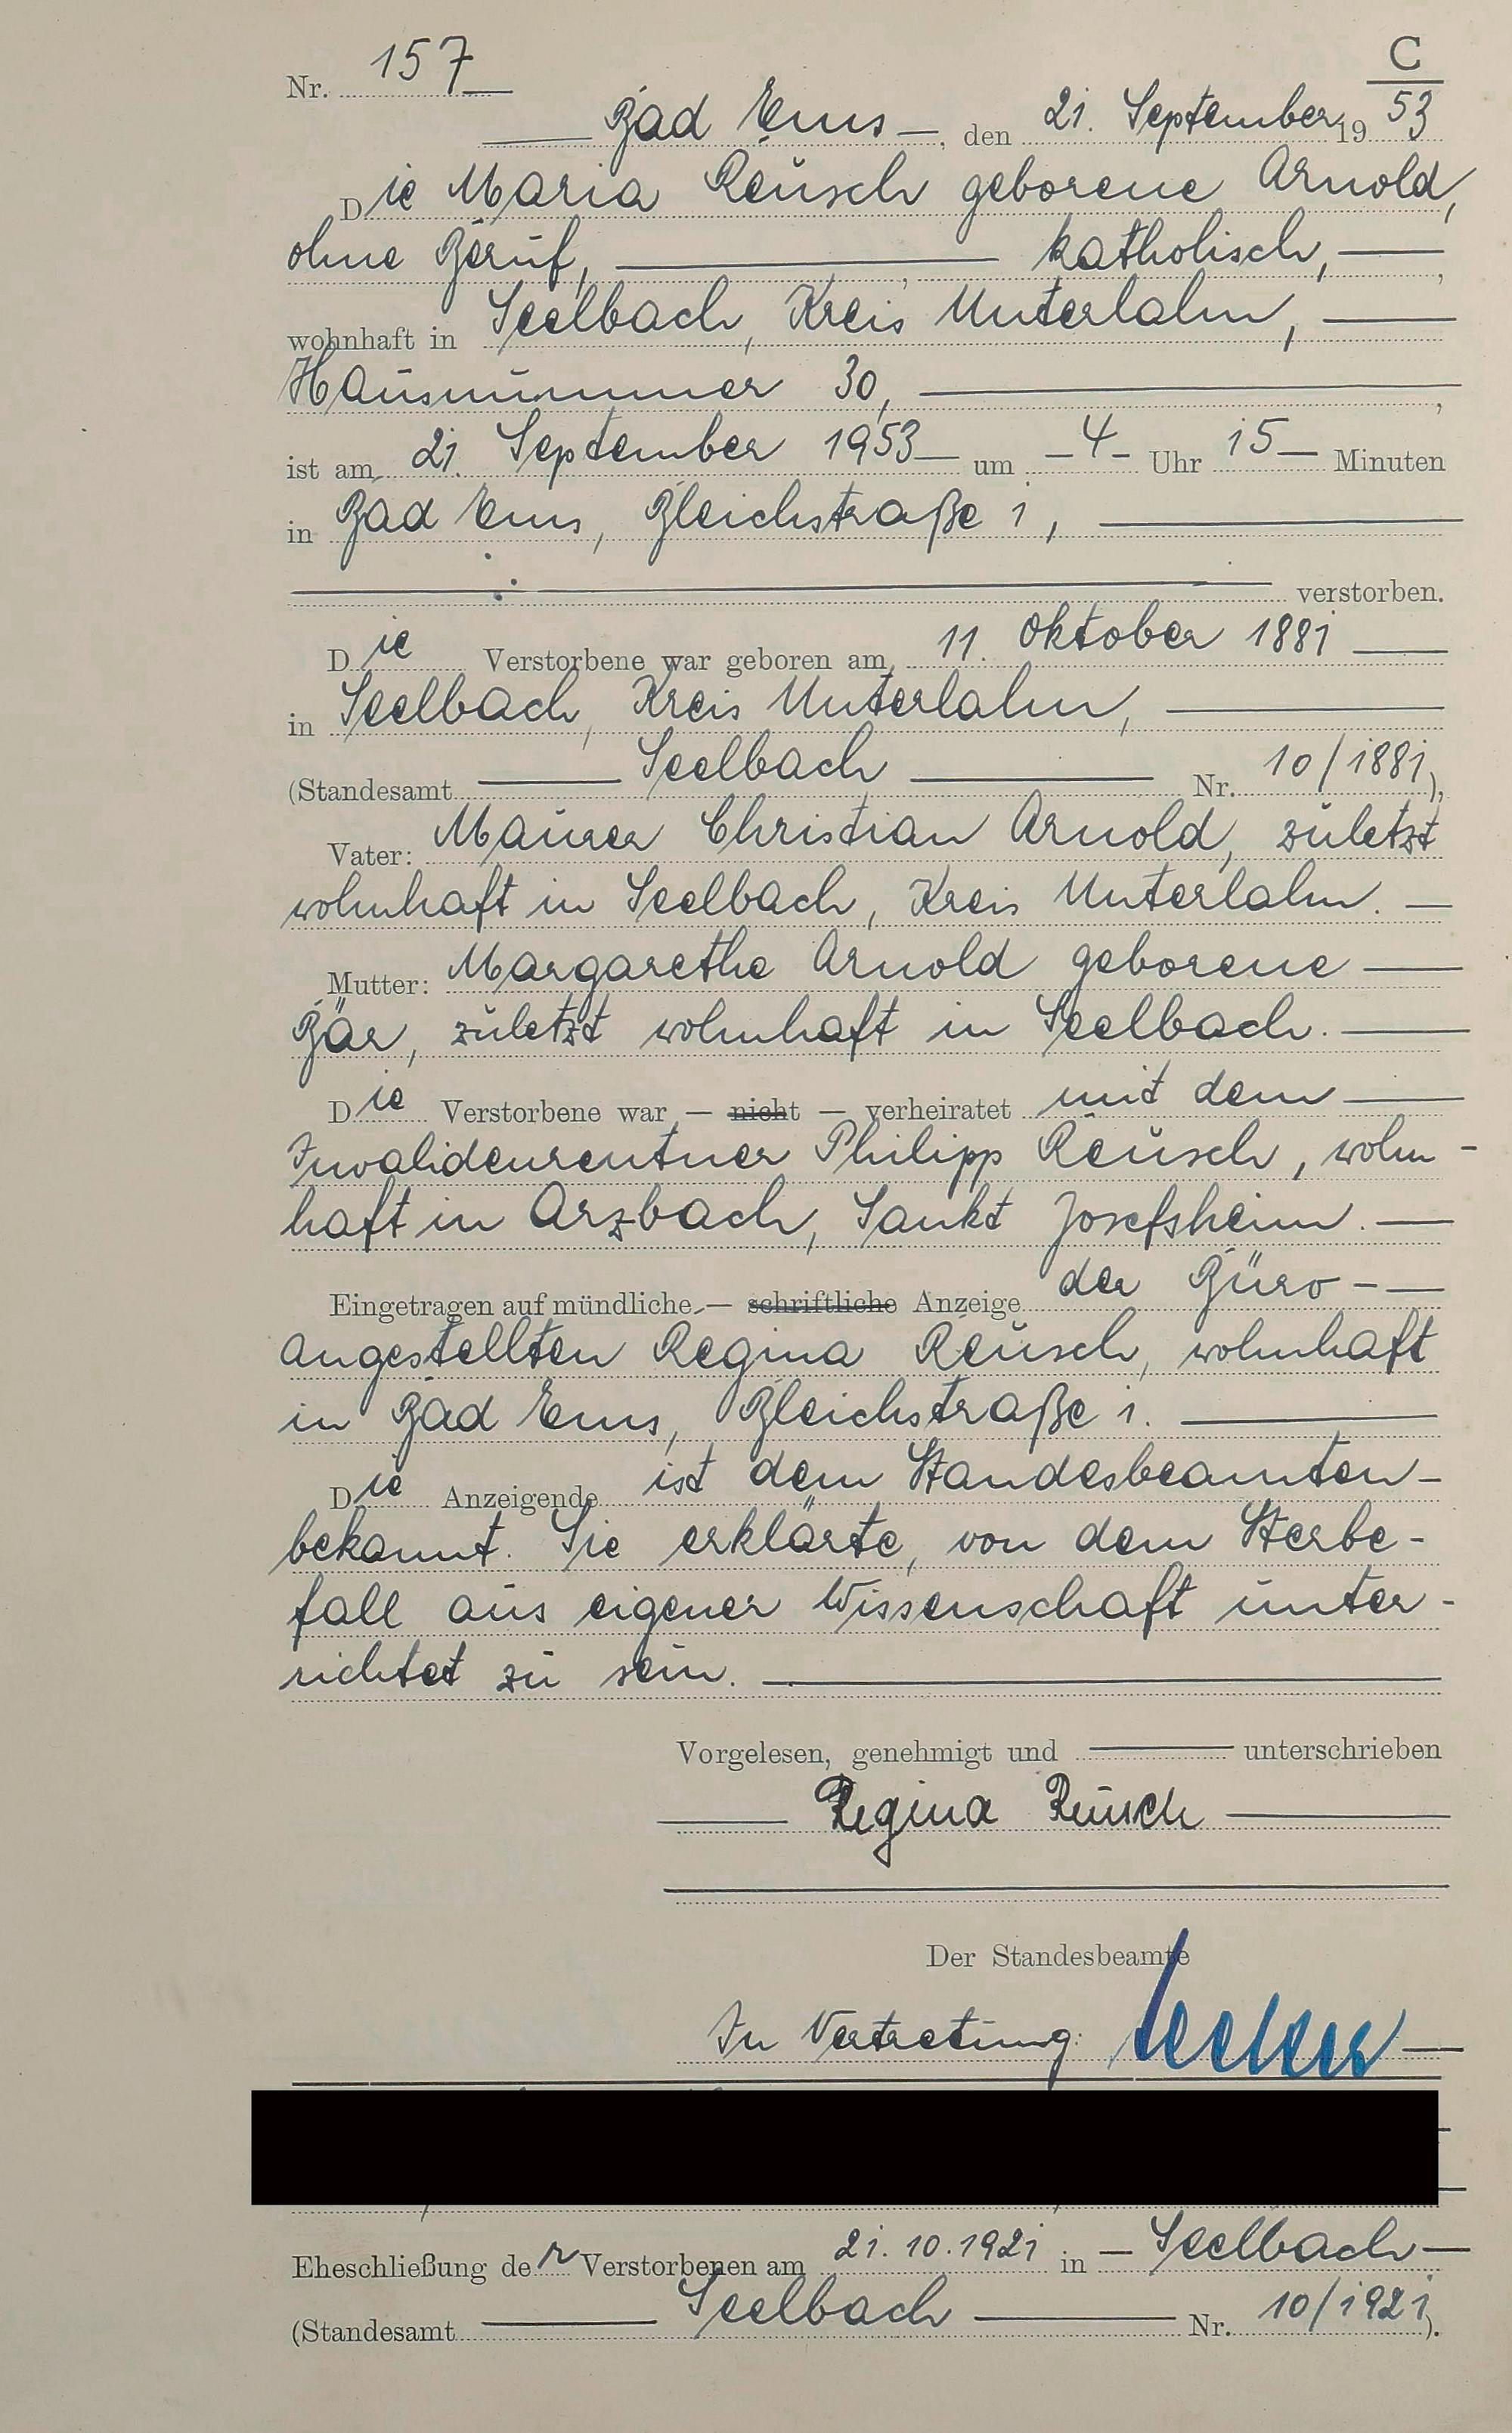 C
Nr. 157
Bad Ems, den 21. September 1953
Die Maria Reusch geborene Arnold,
ohne Beruf, katholisch,
wohnhaft in Seelbach, Kreis Unterlahn,
Hausnummer 30,
ist am 21. September 1953 um 4 Uhr 15 Minuten
in Bad Ems, Bleichstraße 1,
verstorben.
Die Verstorbene war geboren am 11. Oktober 1881
in Seelbach, Kreis Unterlahn,
(Standesamt Seelbach Nr. 10/1881),
Vater: Maurer Christian Arnold, zuletzt
wohnhaft in Seelbach, Kreis Unterlahn.
Mutter: Margarethe Arnold geborene
Bär, zuletzt wohnhaft in Seelbach.
Die Verstorbene war — nicht — verheiratet mit dem
Invalidenrentner Philipp Reusch, wohn-
haft in Arzbach, Sankt Josefsheim.
Eingetragen auf mündliche — schriftliche Anzeige der Büro-
angestellten Regina Reusch, wohnhaft
in Bad Ems, Bleichstraße 1.
Die Anzeigende ist dem Standesbeamten
bekannt. Sie erklärte, von dem Sterbe-
fall aus eigener Wissenschaft unter-
richtet zu sein.
Vorgelesen, genehmigt und unterschrieben
Regina Reusch
Der Standesbeamte
In Vertretung:
Eheschließung der Verstorbenen am 21.10.1921 in Seelbach
(Standesamt Seelbach Nr. 10/1921).